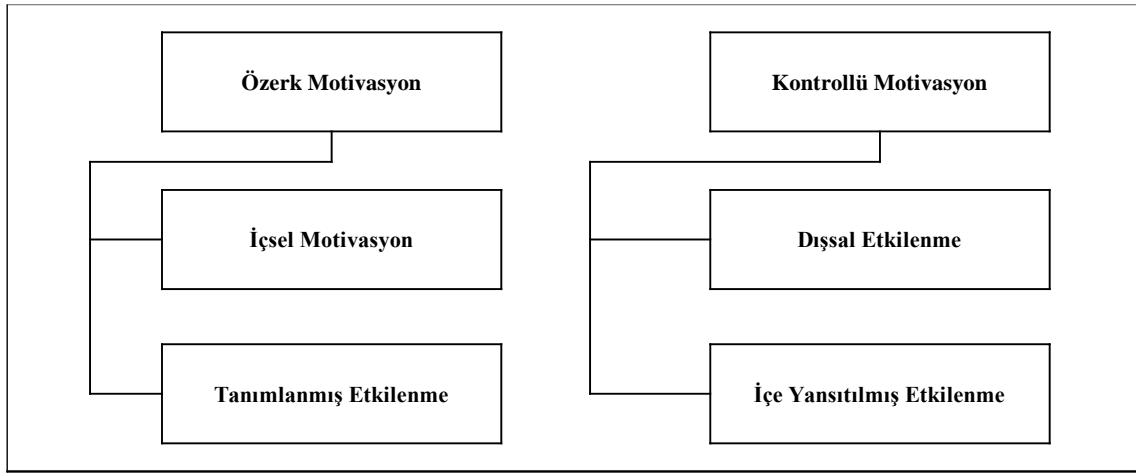 Özerk Motivasyon
Kontrollü Motivasyon
İçsel Motivasyon
Dışsal Etkilenme
Tanımlanmış Etkilenme
İçe Yansıtılmış Etkilenme